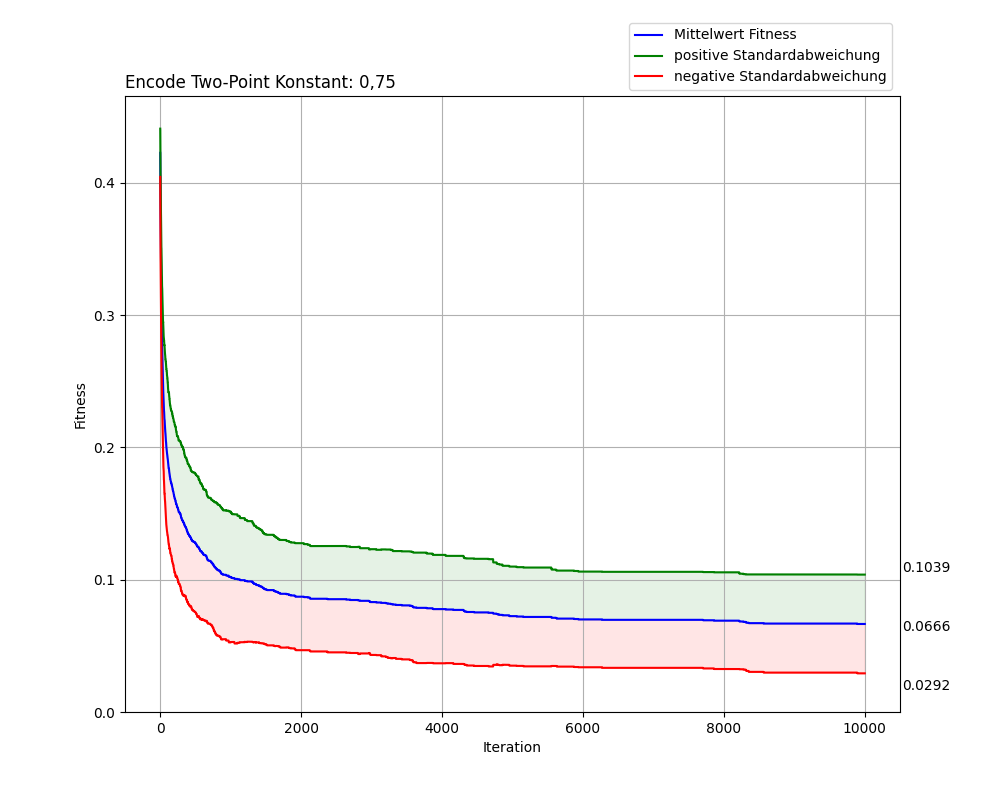 Mittelwert Fitness
positive Standardabweichung
negative Standardabweichung
Encode Two-Point Konstant: 0,75
Fitness
0.4
0.3
0.2
0.1
0.0
0.1039
0.0666
0.0292
0 2000 4000 6000 8000 10000
Iteration